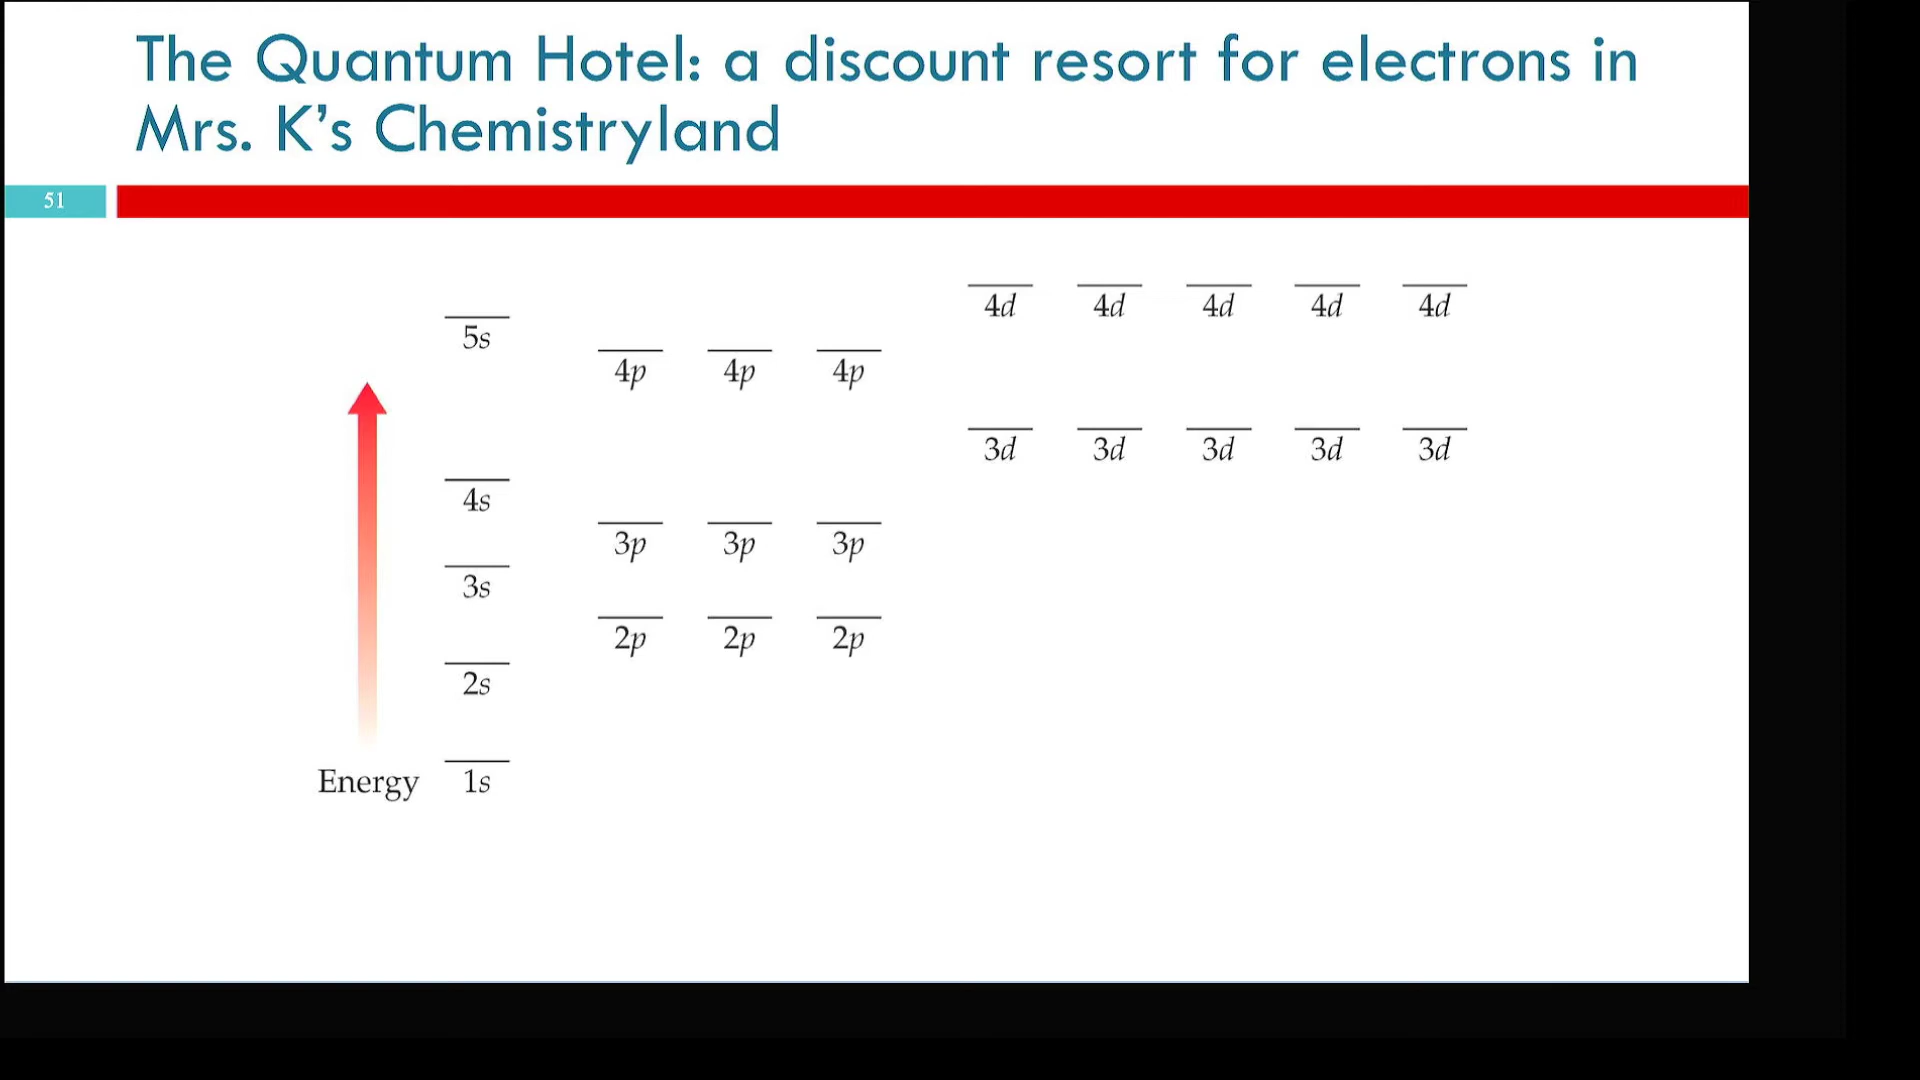 The Quantum Hotel: a discount resort for electrons in
Mrs. K’s Chemistryland
51
4d 4d 4d 4d 4d
5s
4p 4p 4p
3d 3d 3d 3d 3d
4s
3p 3p 3p
3s
2p 2p 2p
2s
Energy 1s